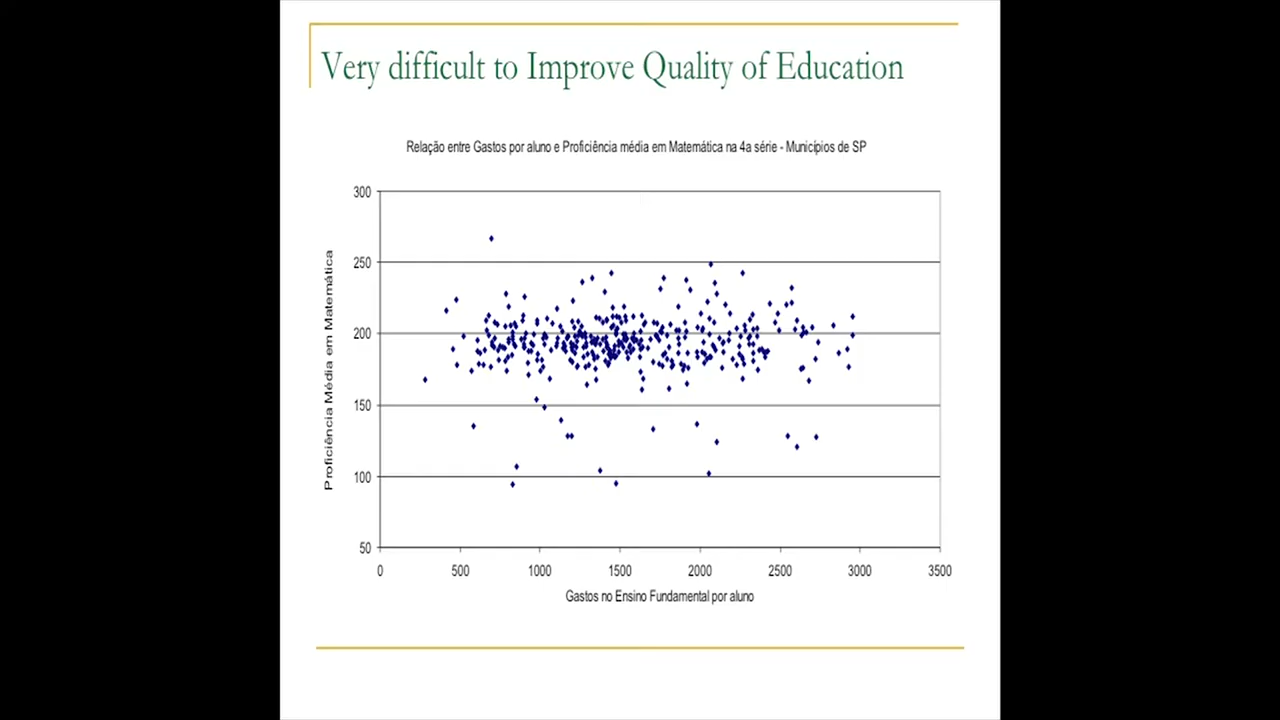 Very difficult to Improve Quality of Education
Relação entre Gastos por aluno e Proficiência média em Matemática na 4a série - Municípios de SP
Proficiência Média em Matemática
300
250
200
150
100
50
0 500 1000 1500 2000 2500 3000 3500
Gastos no Ensino Fundamental por aluno